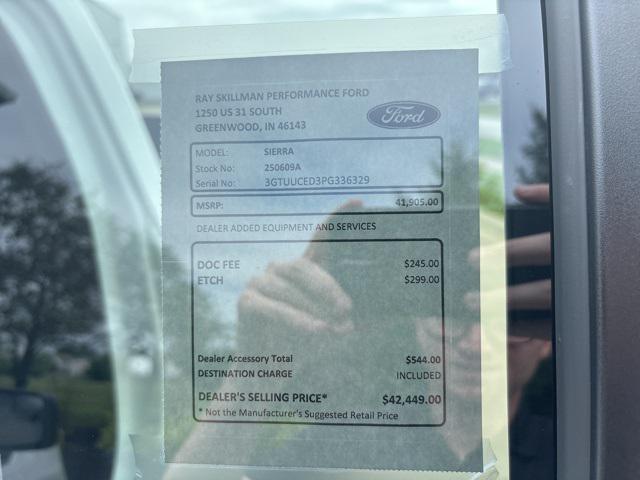 RAY SKILLMAN PERFORMANCE FORD
1250 US 31 SOUTH
GREENWOOD, IN 46143
Ford
MODEL: SIERRA
Stock No: 250609A
Serial No: 3GTUUCED3PG336329
MSRP: 41,905.00
DEALER ADDED EQUIPMENT AND SERVICES
DOC FEE $245.00
ETCH $299.00
Dealer Accessory Total $544.00
DESTINATION CHARGE INCLUDED
DEALER'S SELLING PRICE* $42,449.00
* Not the Manufacturer's Suggested Retail Price